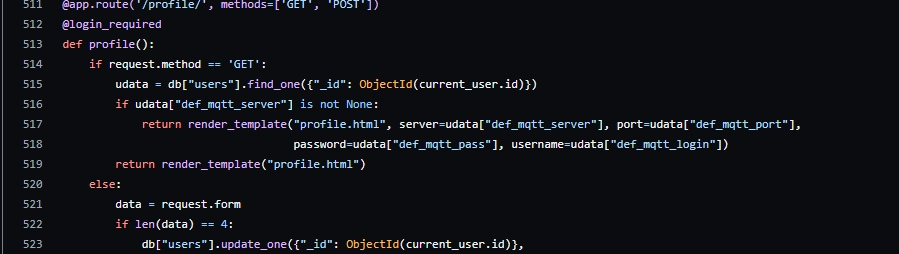 511 @app.route('/profile/', methods=['GET', 'POST'])
512 @login_required
513 def profile():
514     if request.method == 'GET':
515         udata = db["users"].find_one({"_id": ObjectId(current_user.id)})
516         if udata["def_mqtt_server"] is not None:
517             return render_template("profile.html", server=udata["def_mqtt_server"], port=udata["def_mqtt_port"],
518                                    password=udata["def_mqtt_pass"], username=udata["def_mqtt_login"])
519         return render_template("profile.html")
520     else:
521         data = request.form
522         if len(data) == 4:
523             db["users"].update_one({"_id": ObjectId(current_user.id)},